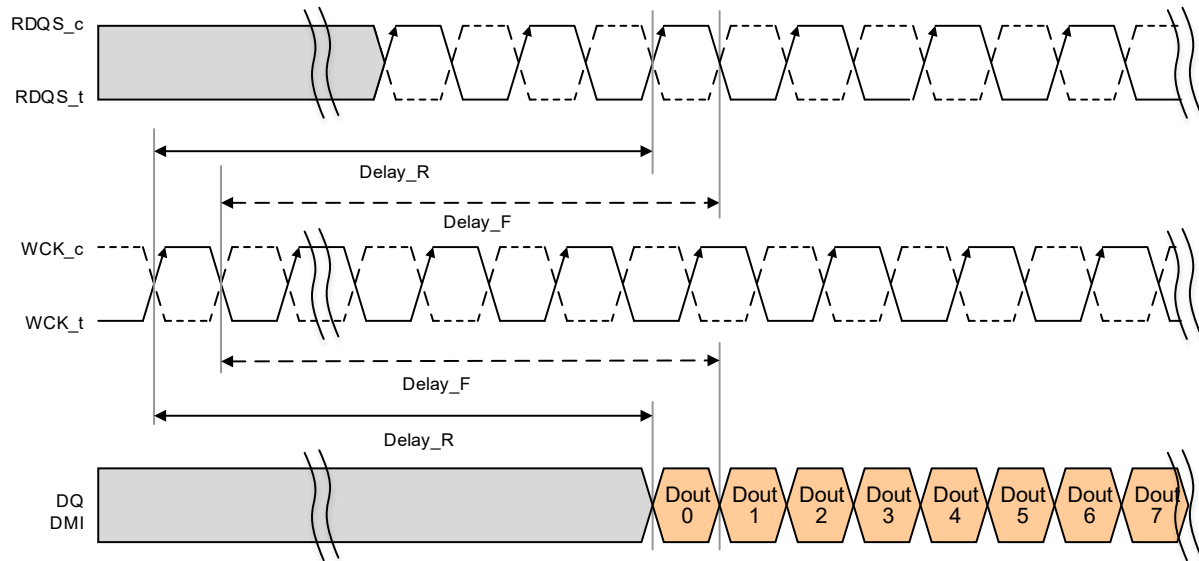 RDQS_c
RDQS_t
Delay_R
Delay_F
WCK_c
WCK_t
Delay_F
Delay_R
DQ
DMI
Dout 0
Dout 1
Dout 2
Dout 3
Dout 4
Dout 5
Dout 6
Dout 7